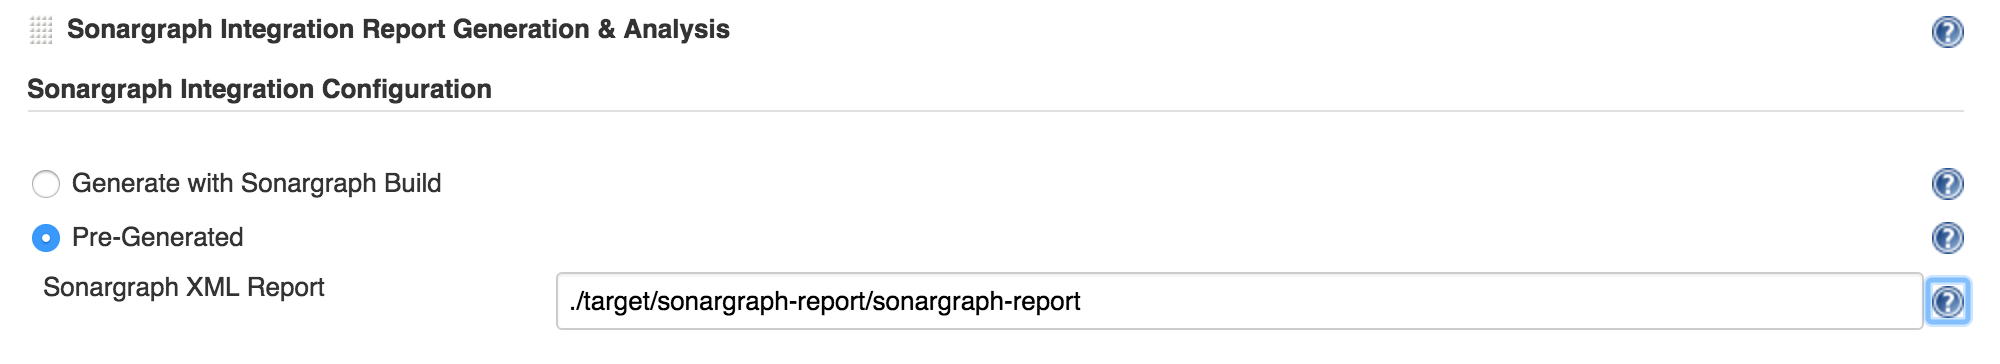 Sonargraph Integration Report Generation & Analysis
Sonargraph Integration Configuration
Generate with Sonargraph Build
Pre-Generated
Sonargraph XML Report
./target/sonargraph-report/sonargraph-report